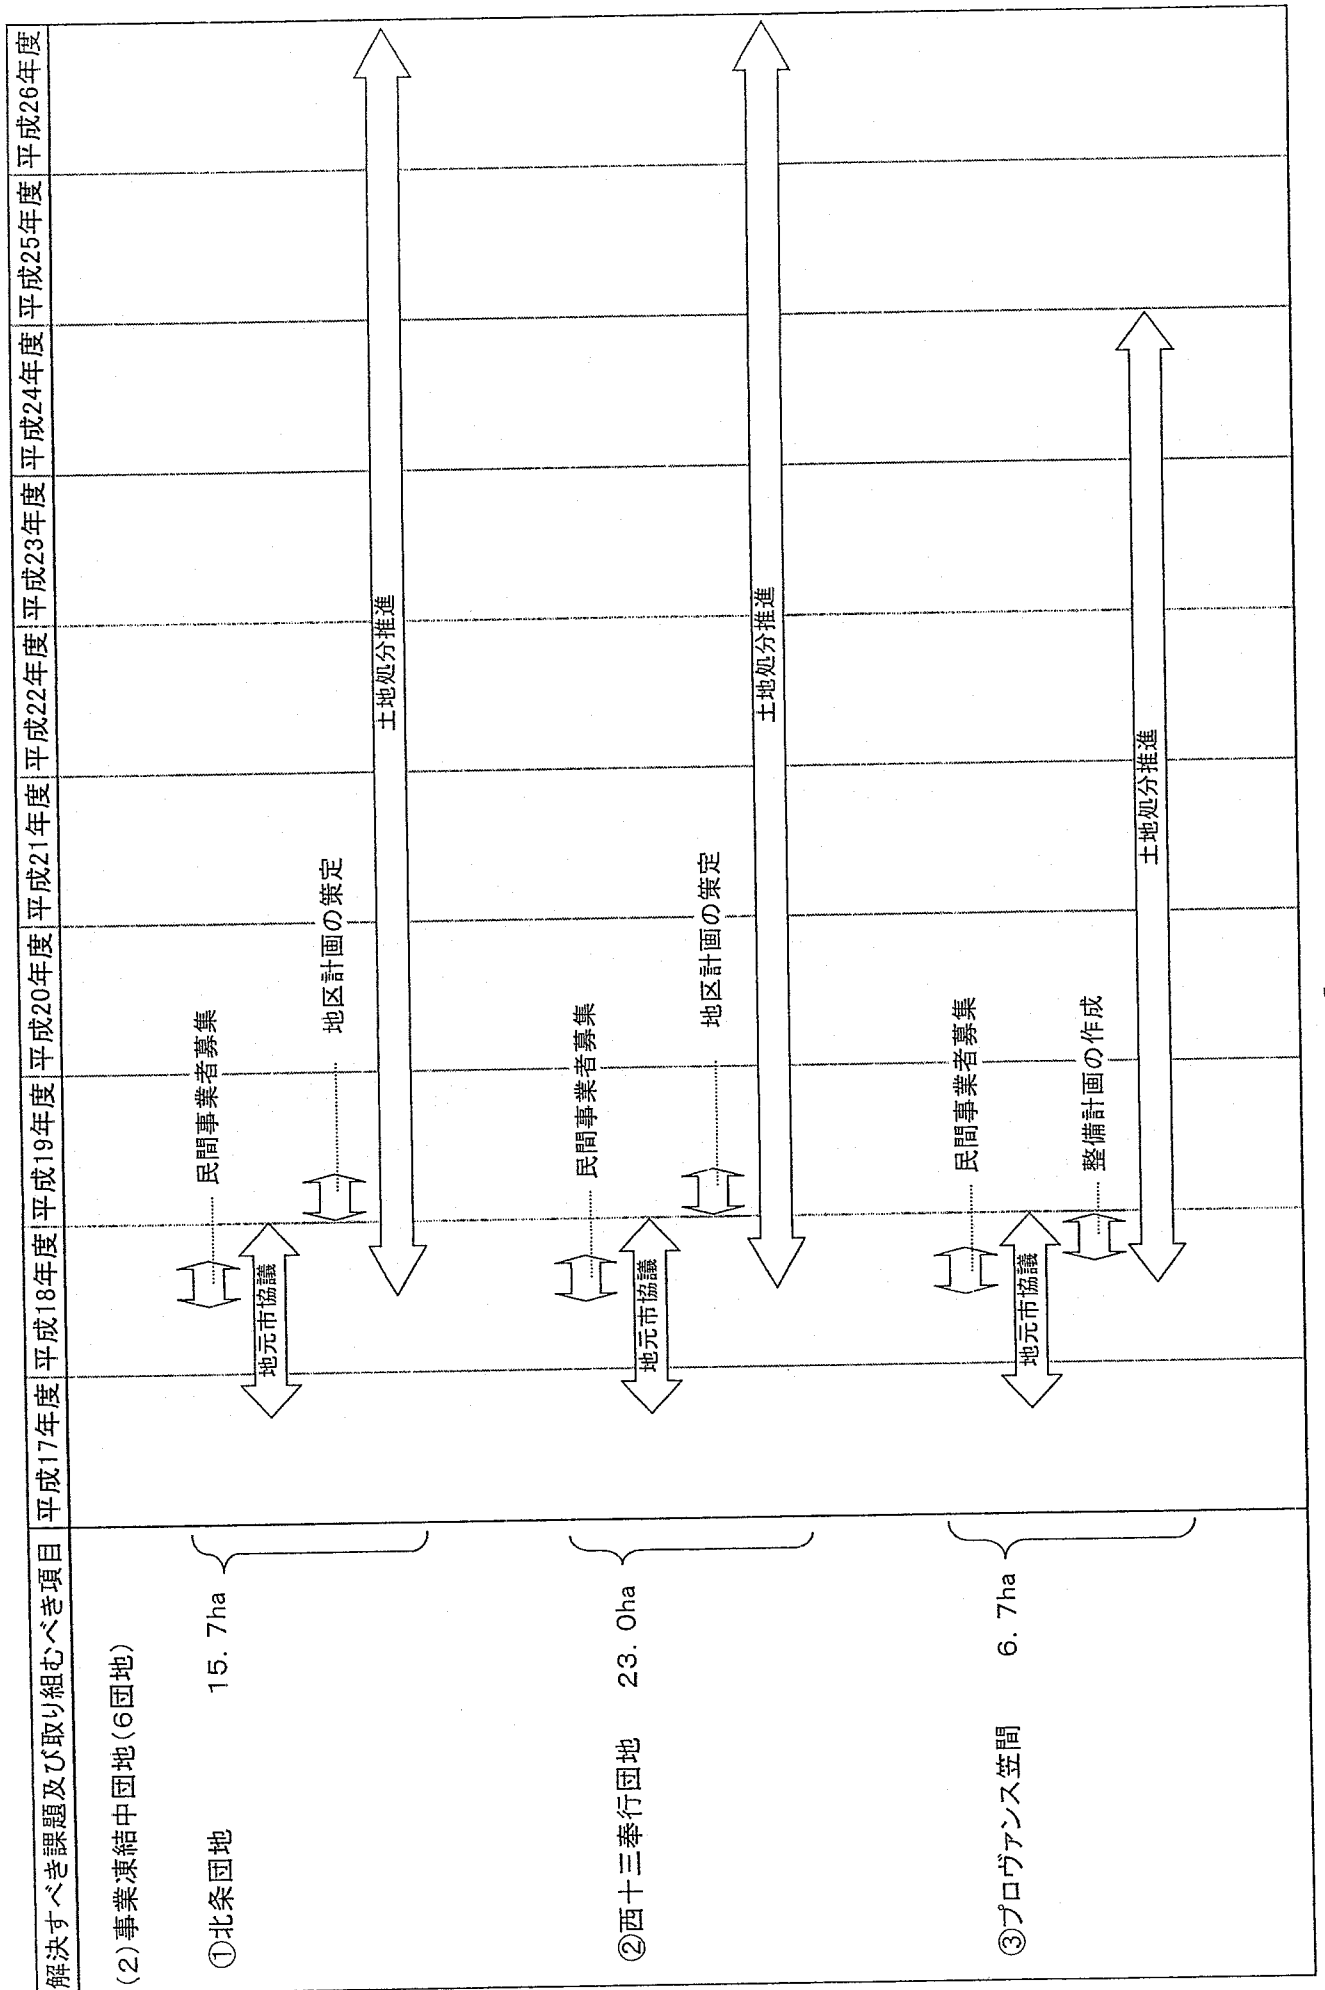 解決すべき課題及び取り組むべき項目 平成17年度 平成18年度 平成19年度 平成20年度 平成21年度 平成22年度 平成23年度 平成24年度 平成25年度 平成26年度
(2)事業凍結中団地(6団地)
①北条団地 15. 7ha
民間事業者募集
地元市協議
地区計画の策定
土地処分推進
②西十三奉行団地 23. 0ha
民間事業者募集
地元市協議
地区計画の策定
土地処分推進
③プロヴァンス笠間 6. 7ha
民間事業者募集
地元市協議
整備計画の作成
土地処分推進